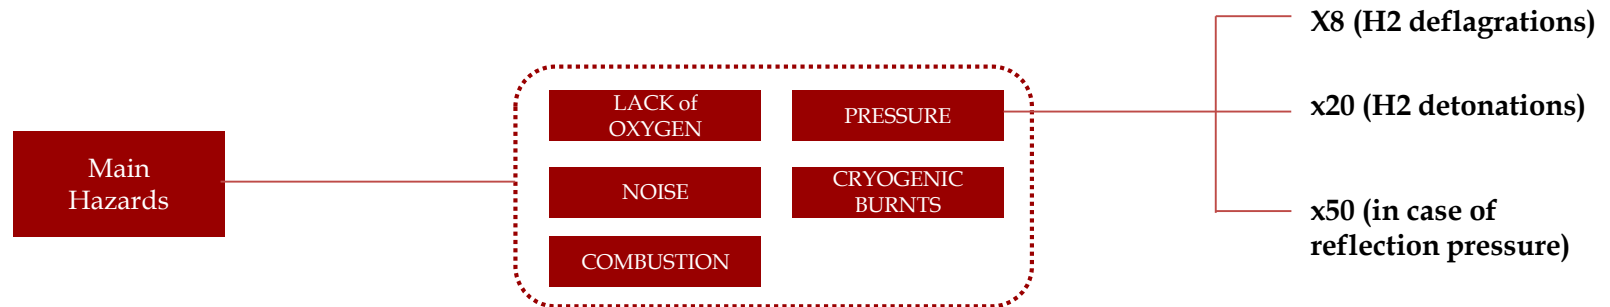 Main
Hazards
LACK of
OXYGEN
PRESSURE
NOISE
CRYOGENIC
BURNTS
COMBUSTION
X8 (H2 deflagrations)
x20 (H2 detonations)
x50 (in case of
reflection pressure)